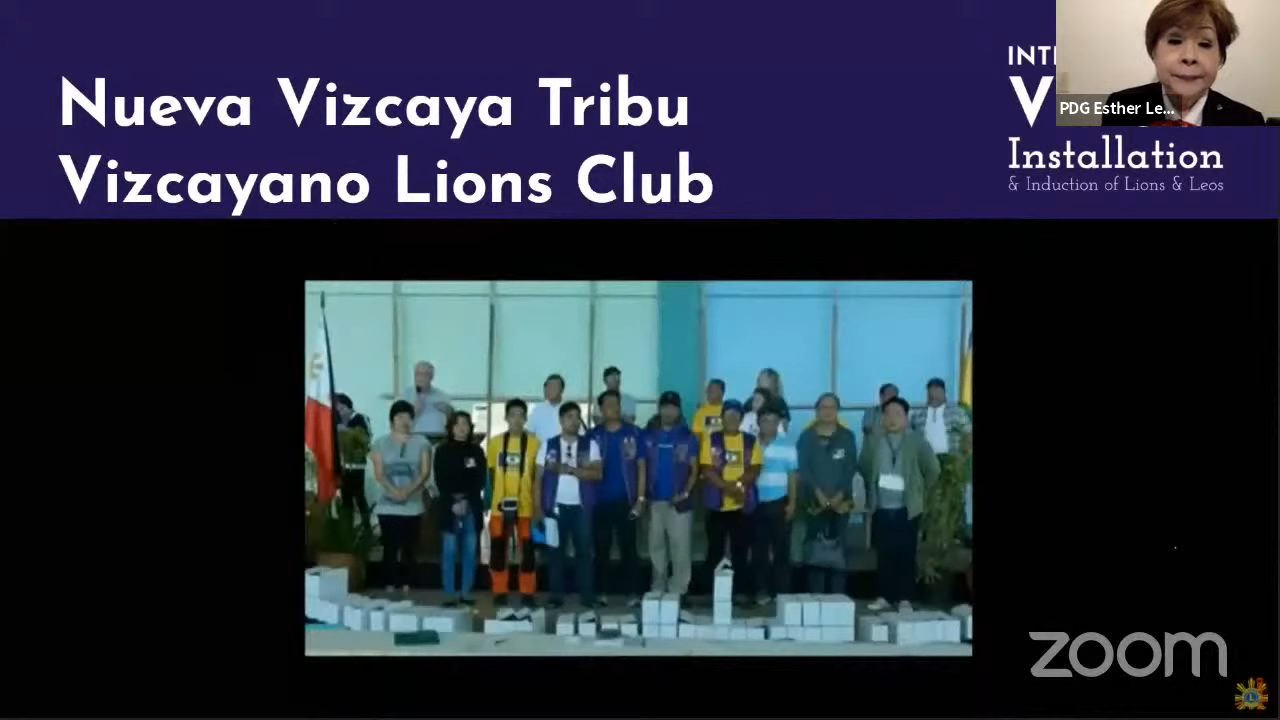 Nueva Vizcaya Tribu
Vizcayano Lions Club
PDG Esther Le...
Installation
& Induction of Lions & Leos
zoom